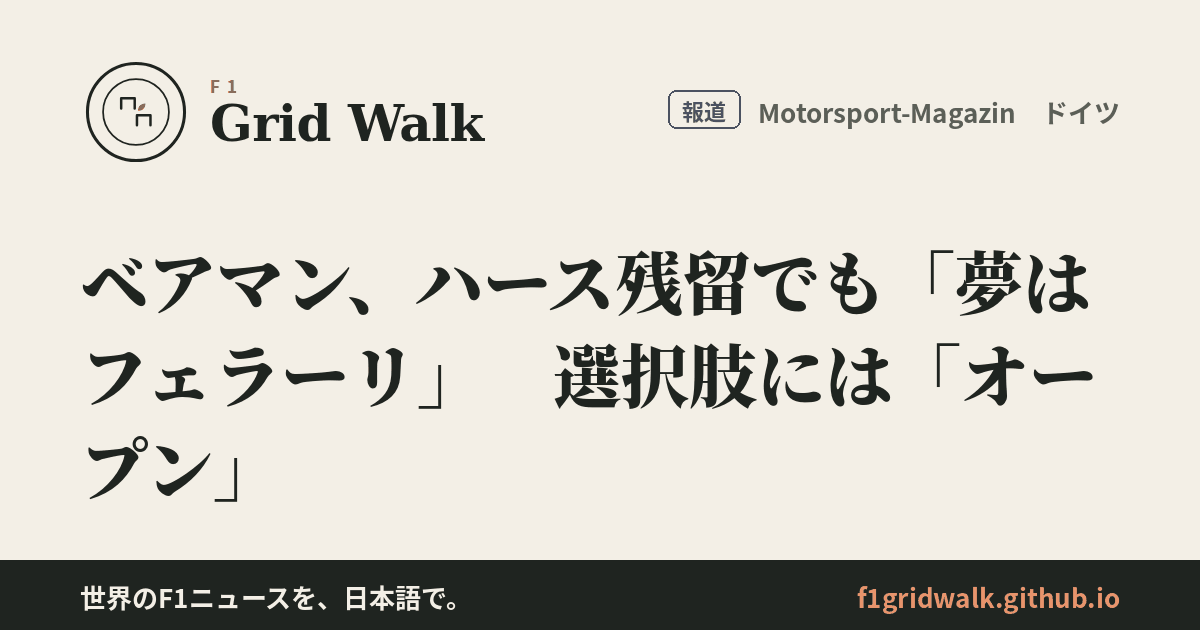 F1
Grid Walk
報道 Motorsport-Magazin ドイツ
ベアマン、ハース残留でも「夢は
フェラーリ」 選択肢には「オー
プン」
世界のF1ニュースを、日本語で。
f1gridwalk.github.io